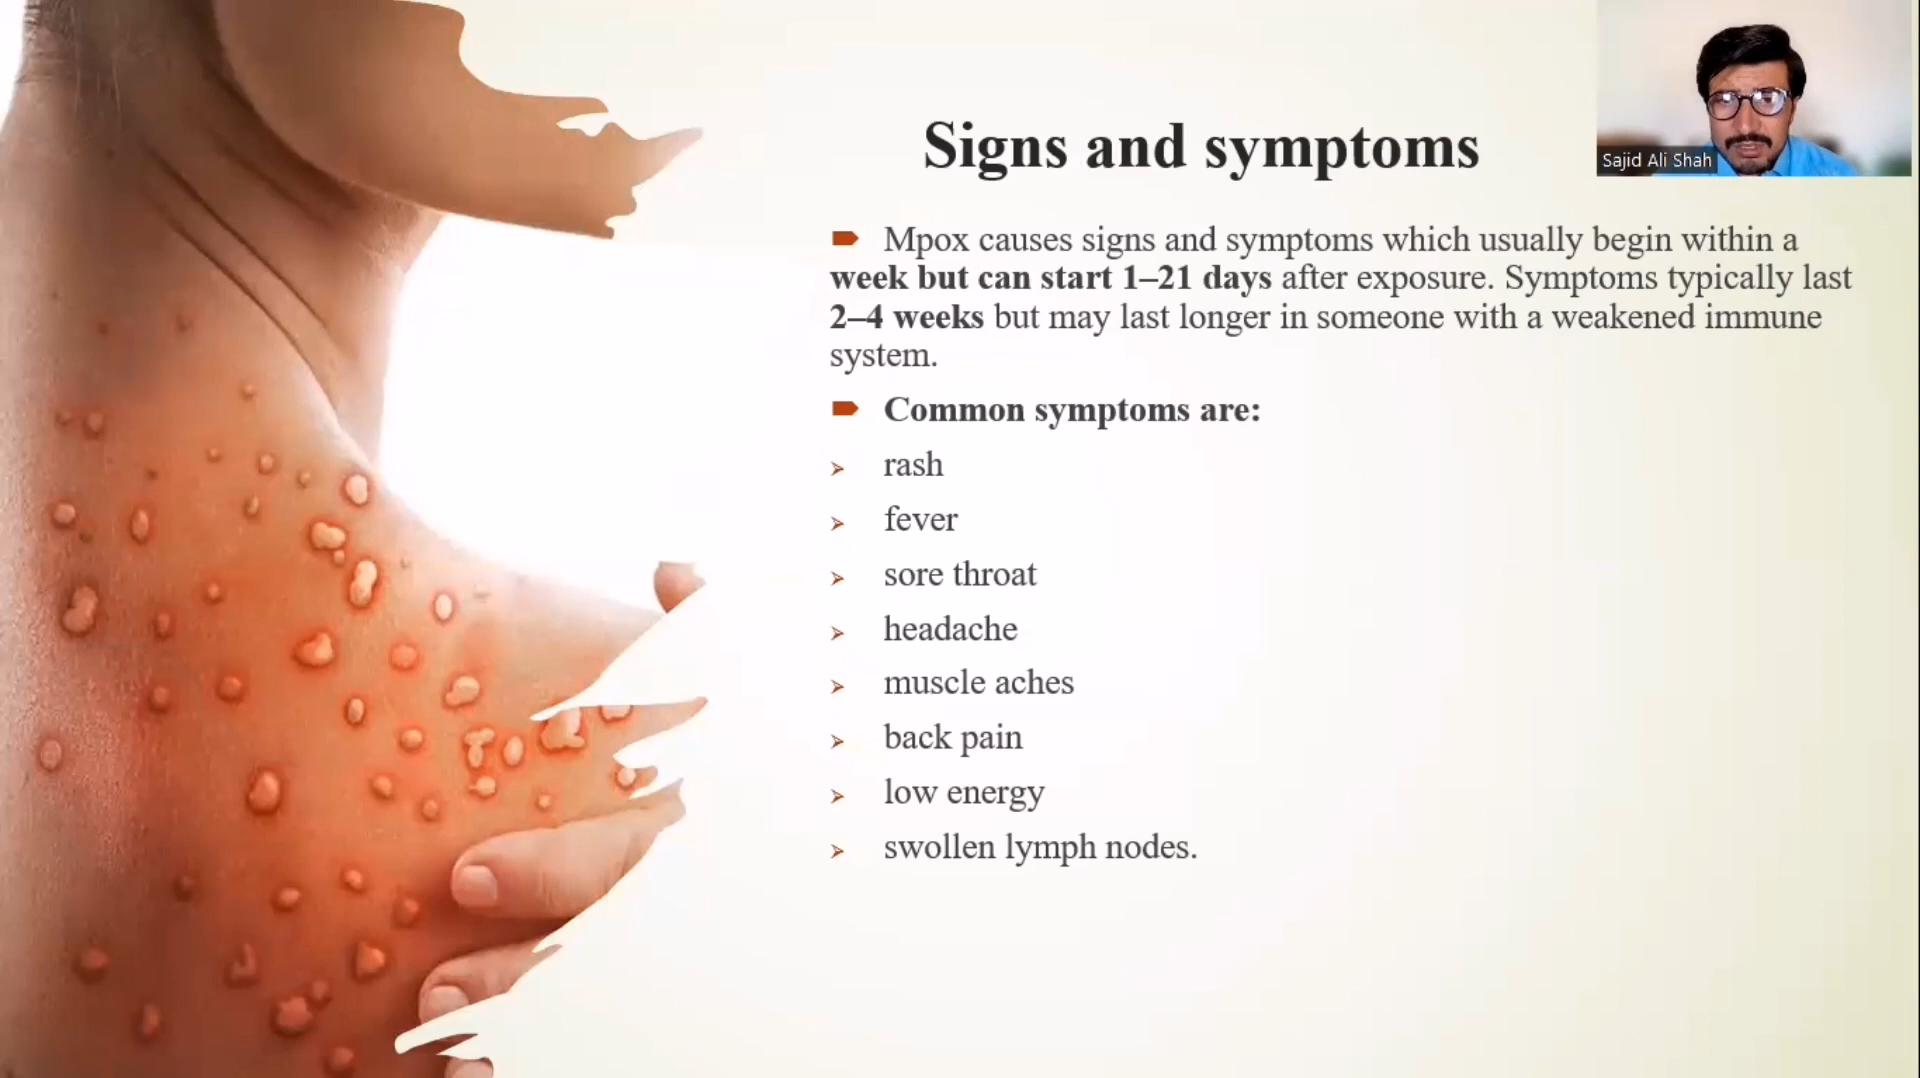 Signs and symptoms
Sajid Ali Shah
Mpox causes signs and symptoms which usually begin within a
week but can start 1–21 days after exposure. Symptoms typically last
2–4 weeks but may last longer in someone with a weakened immune
system.
Common symptoms are:
rash
fever
sore throat
headache
muscle aches
back pain
low energy
swollen lymph nodes.